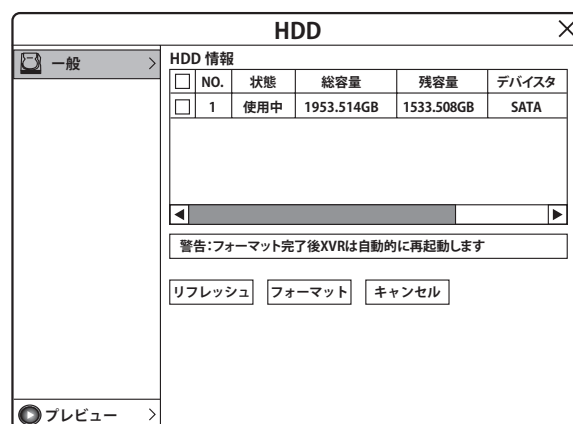 HDD
一般
HDD 情報
NO. 状態 総容量 残容量 デバイスタ
1 使用中 1953.514GB 1533.508GB SATA
警告:フォーマット完了後XVRは自動的に再起動します
リフレッシュ フォーマット キャンセル
プレビュー